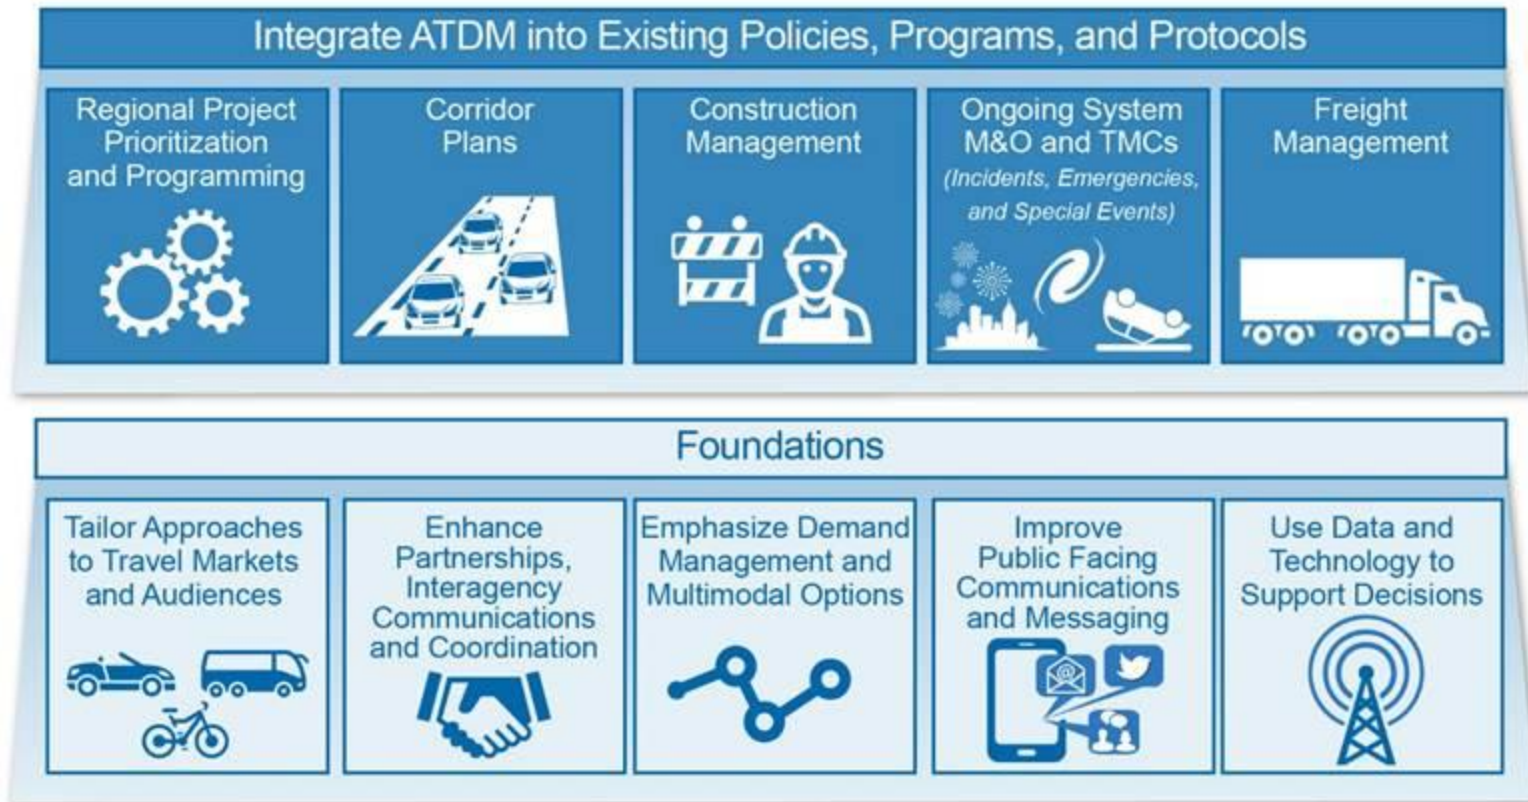 Integrate ATDM into Existing Policies, Programs, and Protocols
Regional Project
Prioritization
and Programming
Corridor
Plans
Construction
Management
Ongoing System
M&O and TMCs
(Incidents, Emergencies,
and Special Events)
Freight
Management
Foundations
Tailor Approaches
to Travel Markets
and Audiences
Enhance
Partnerships,
Interagency
Communications
and Coordination
Emphasize Demand
Management and
Multimodal Options
Improve
Public Facing
Communications
and Messaging
@
Use Data and
Technology to
Support Decisions